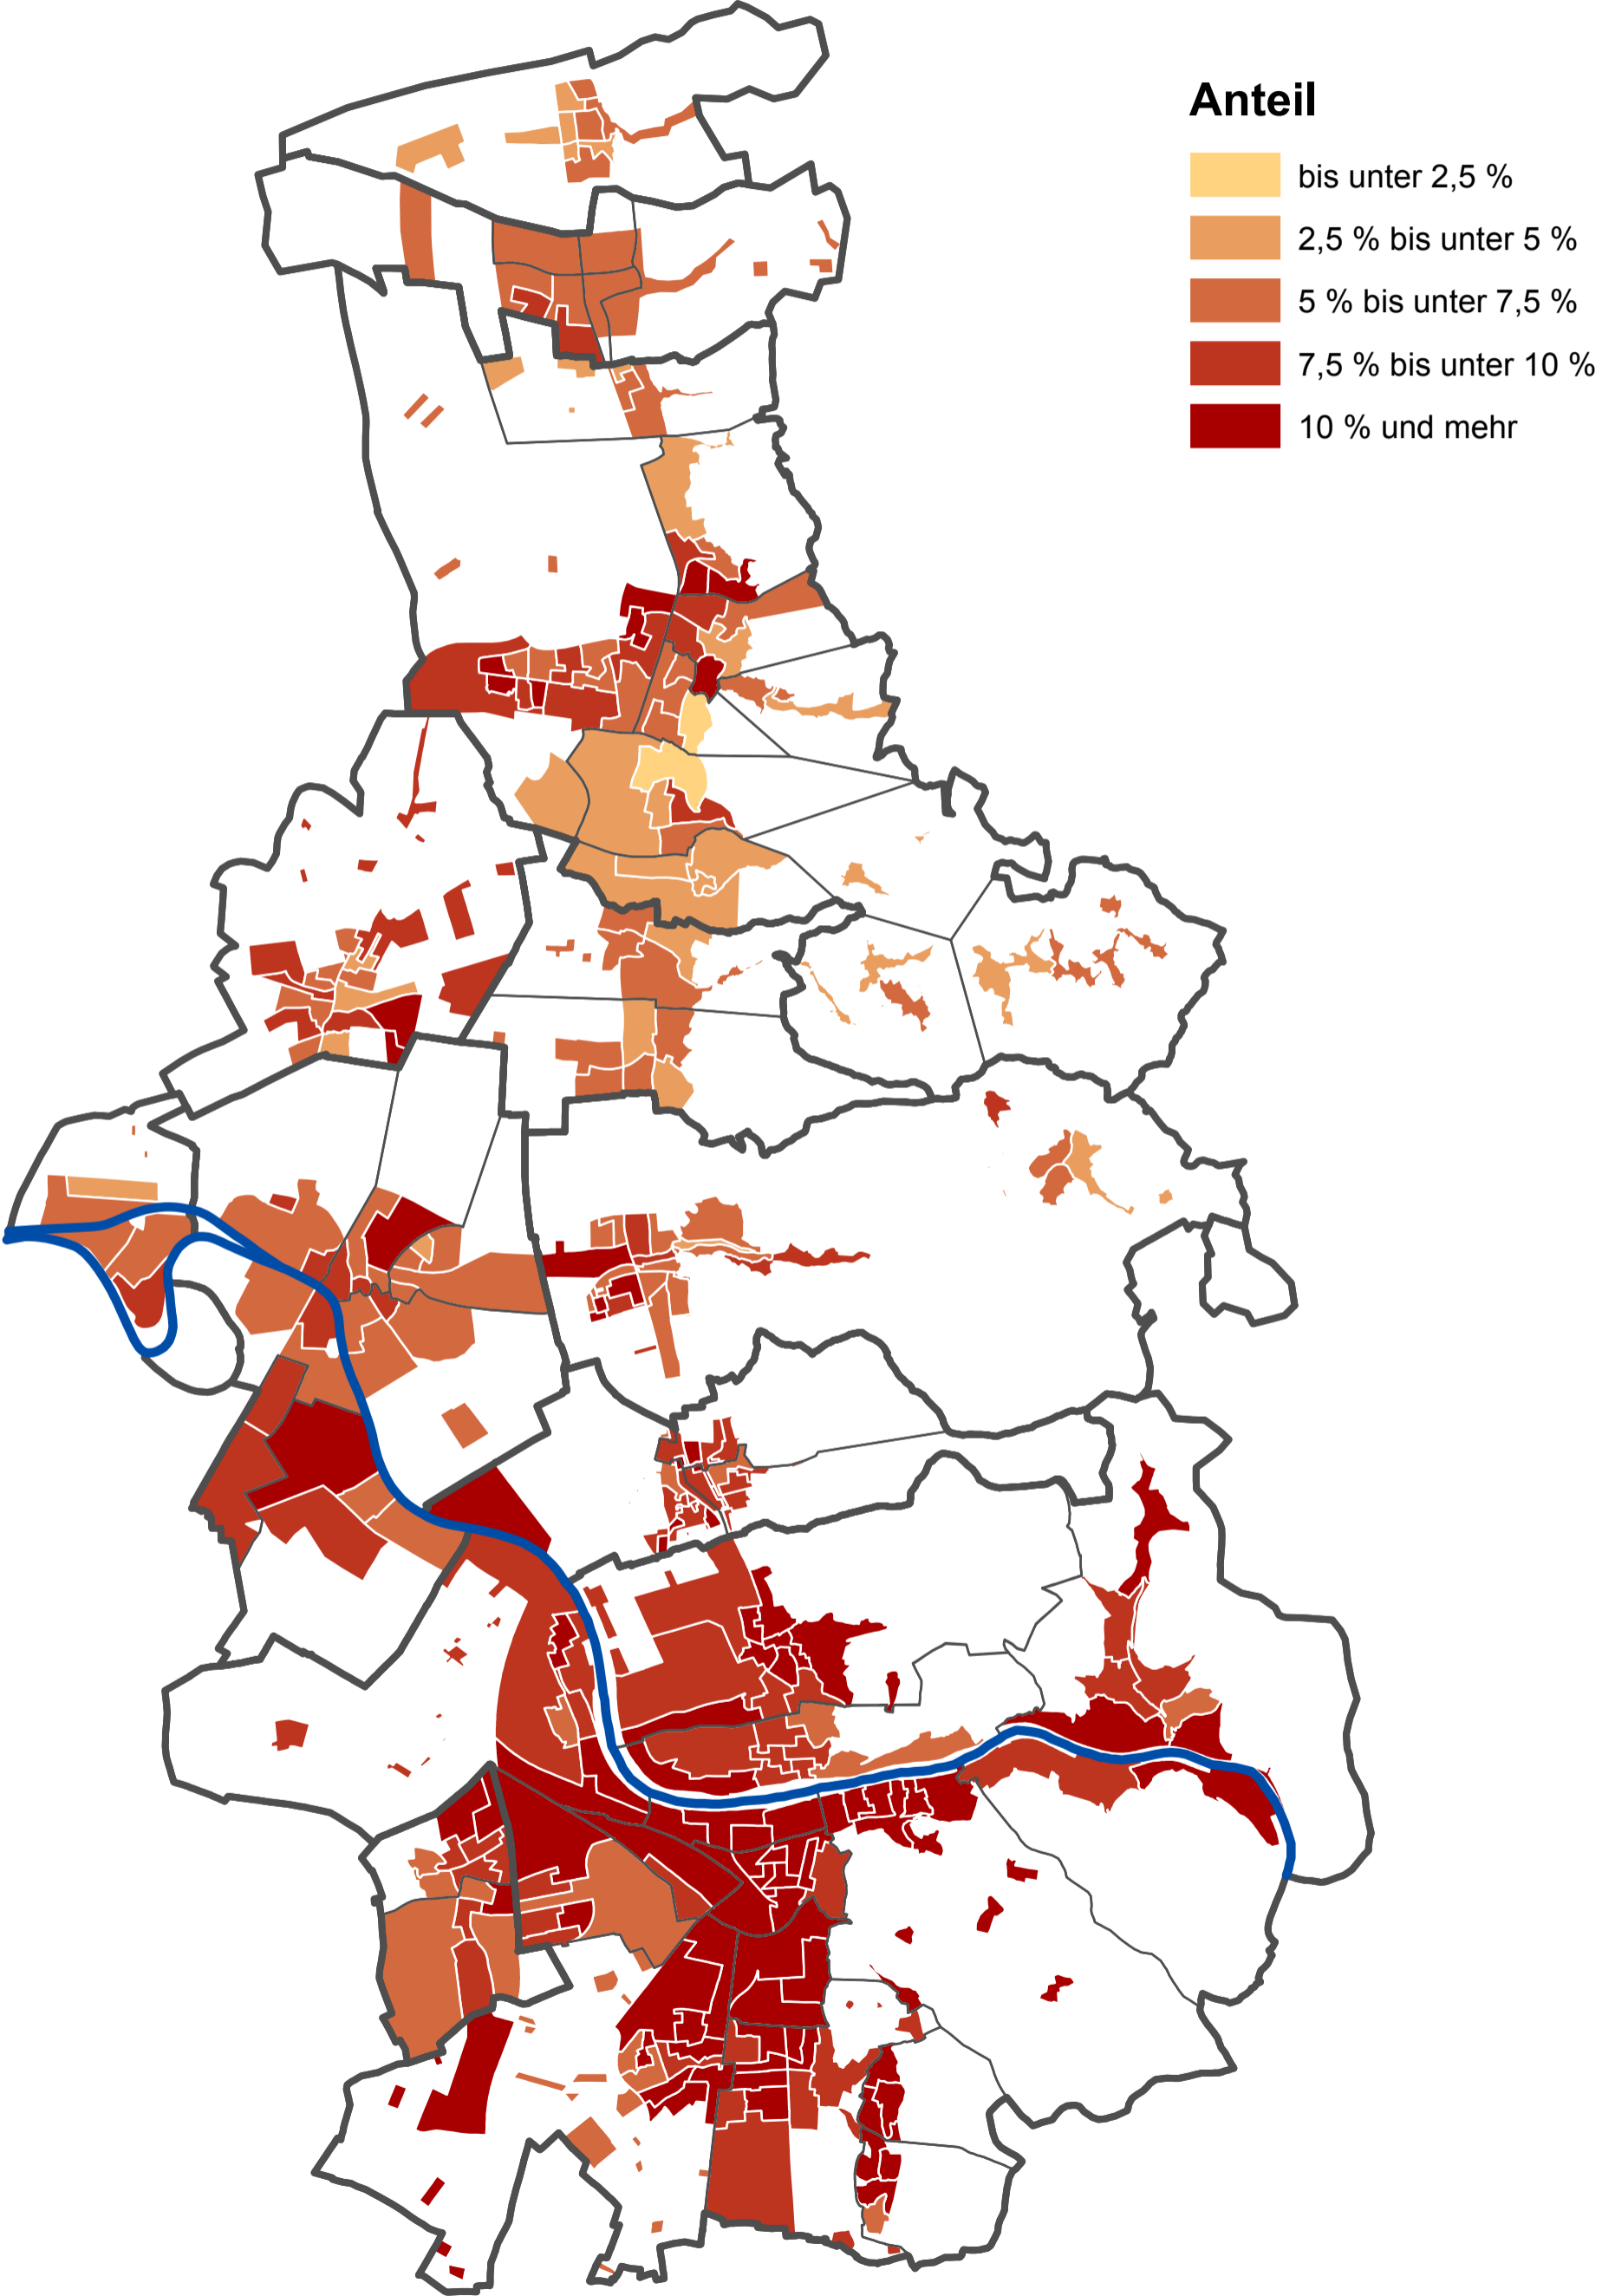 Anteil
bis unter 2,5 %
2,5 % bis unter 5 %
5 % bis unter 7,5 %
7,5 % bis unter 10 %
10 % und mehr